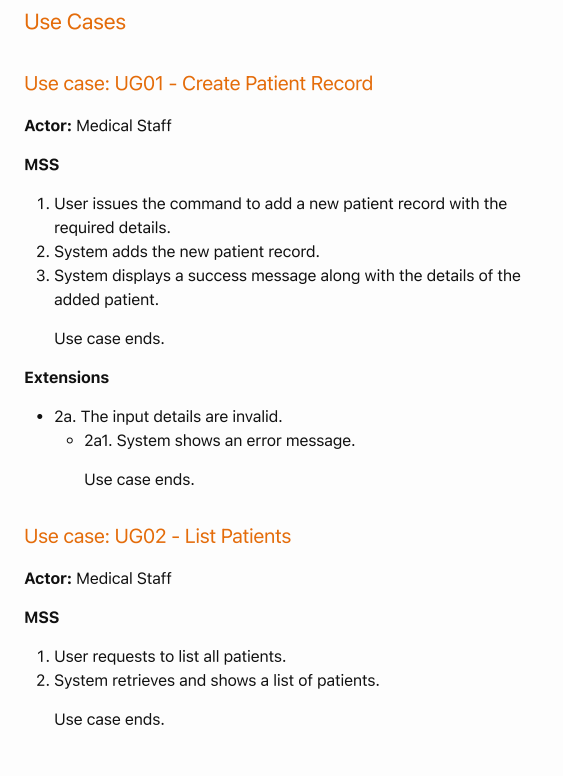 Use Cases
Use case: UG01 - Create Patient Record
Actor: Medical Staff
MSS
1. User issues the command to add a new patient record with the
required details.
2. System adds the new patient record.
3. System displays a success message along with the details of the
added patient.
Use case ends.
Extensions
• 2a. The input details are invalid.
◦ 2a1. System shows an error message.
Use case ends.
Use case: UG02 - List Patients
Actor: Medical Staff
MSS
1. User requests to list all patients.
2. System retrieves and shows a list of patients.
Use case ends.